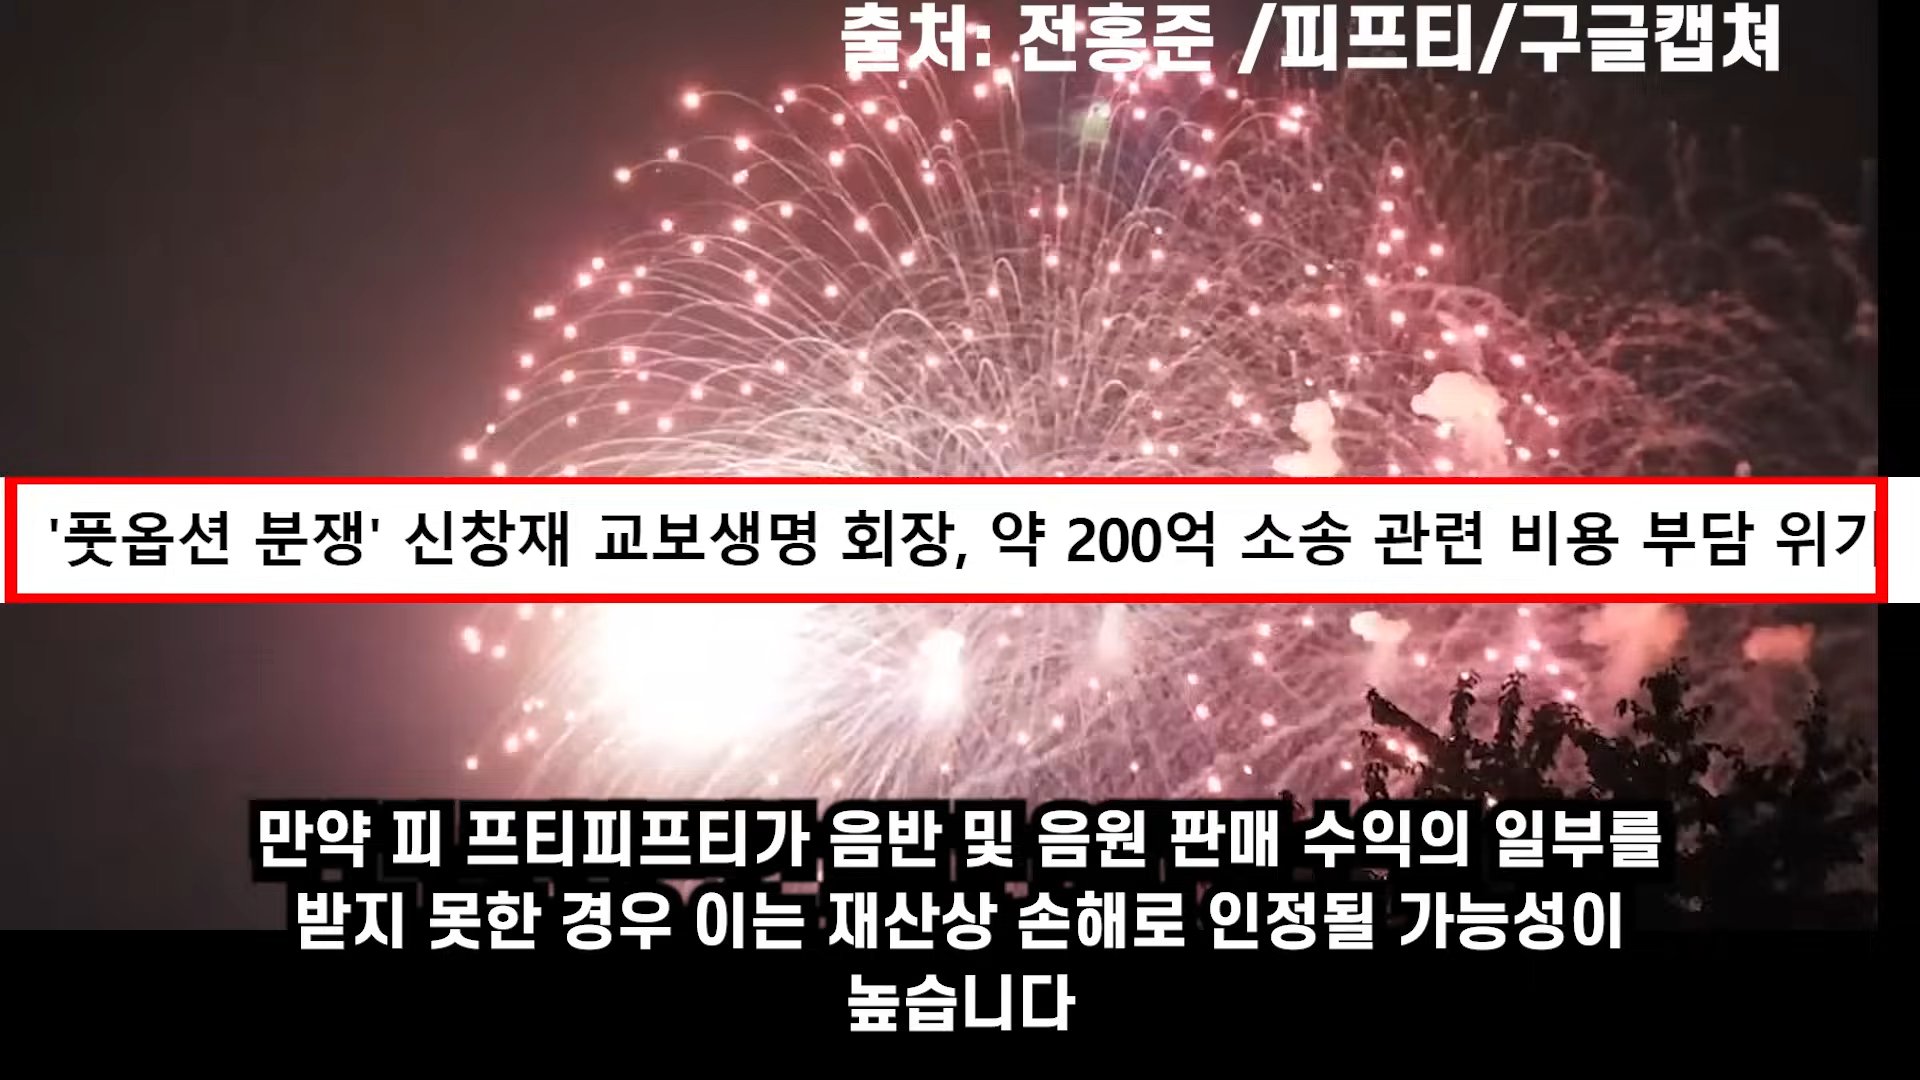 출처: 전홍준 /피프티/구글캡쳐
'풋옵션 분쟁' 신창재 교보생명 회장, 약 200억 소송 관련 비용 부담 위기
만약 피 프티피프티가 음반 및 음원 판매 수익의 일부를
받지 못한 경우 이는 재산상 손해로 인정될 가능성이
높습니다